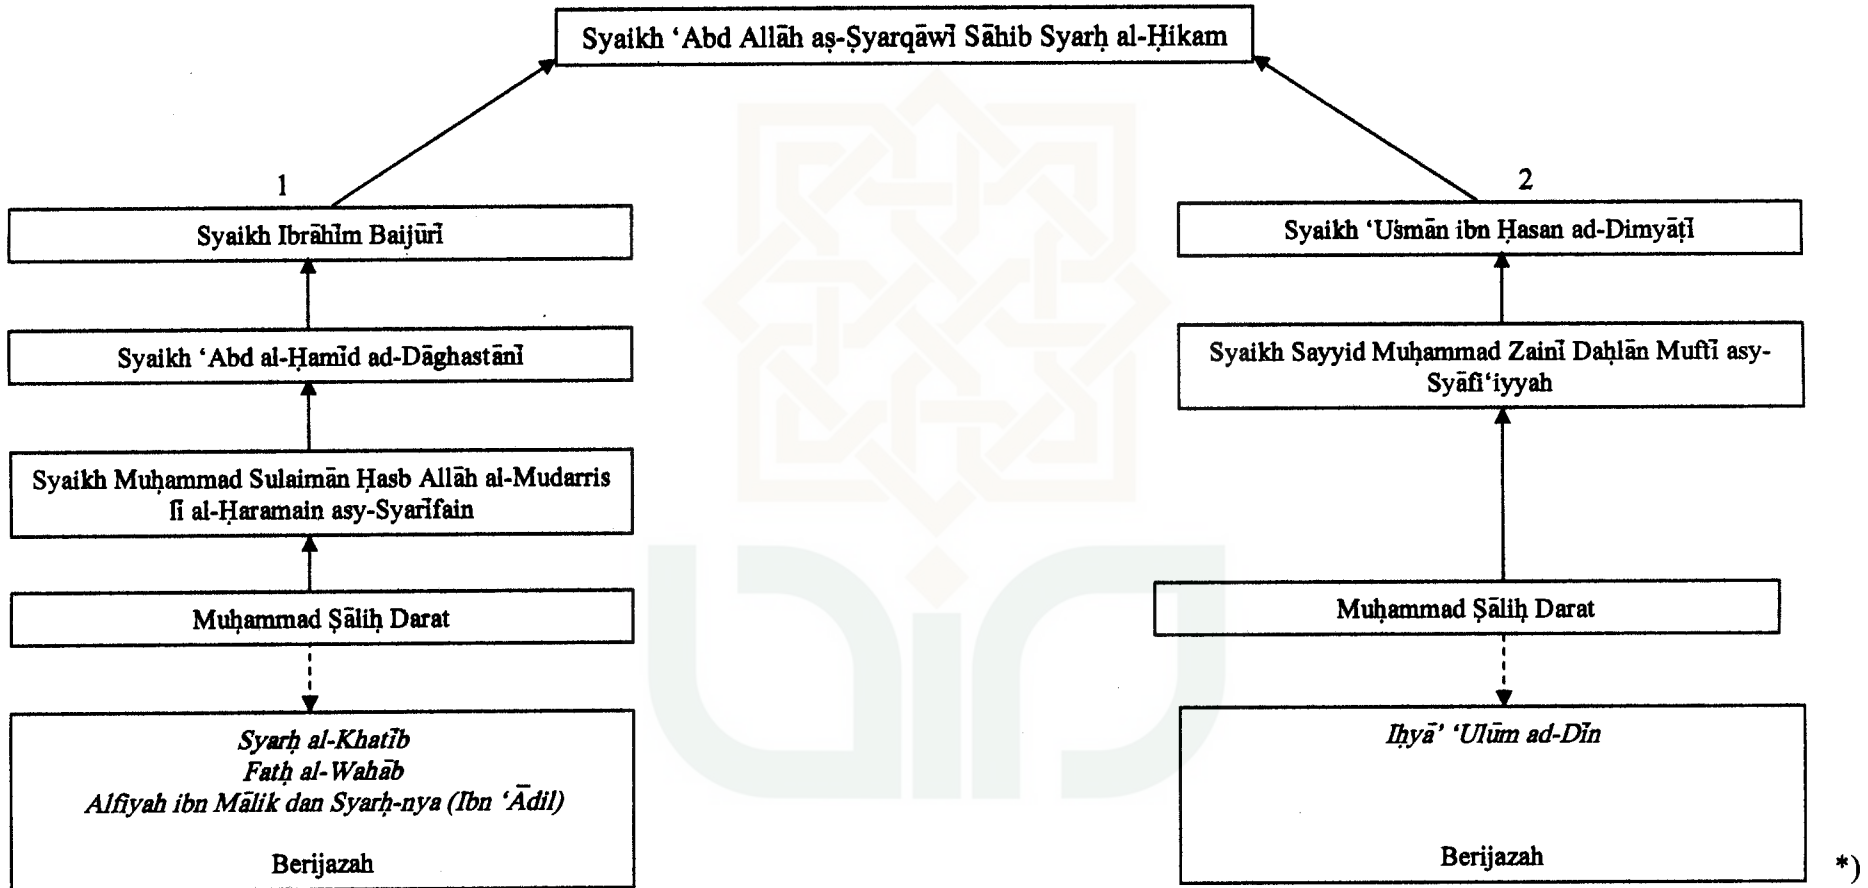 Syaikh ‘Abd Allāh aṣ-Ṣyarqāwī Sāhib Syarḥ al-Ḥikam
1
Syaikh Ibrāhīm Baijūrī
Syaikh ‘Abd al-Ḥamīd ad-Dāghastānī
Syaikh Muḥammad Sulaimān Ḥasb Allāh al-Mudarris
fī al-Ḥaramain asy-Syarīfain
Muḥammad Ṣāliḥ Darat
Syarḥ al-Khatīb
Fatḥ al-Wahāb
Alfiyah ibn Mālik dan Syarḥ-nya (Ibn ‘Ādil)
Berijazah
2
Syaikh ‘Uṡmān ibn Ḥasan ad-Dimyāṭī
Syaikh Sayyid Muḥammad Zainī Daḥlān Muftī asy-
Syāfi‘iyyah
Muḥammad Ṣāliḥ Darat
Iḥyā’ ‘Ulūm ad-Dīn
Berijazah
*)